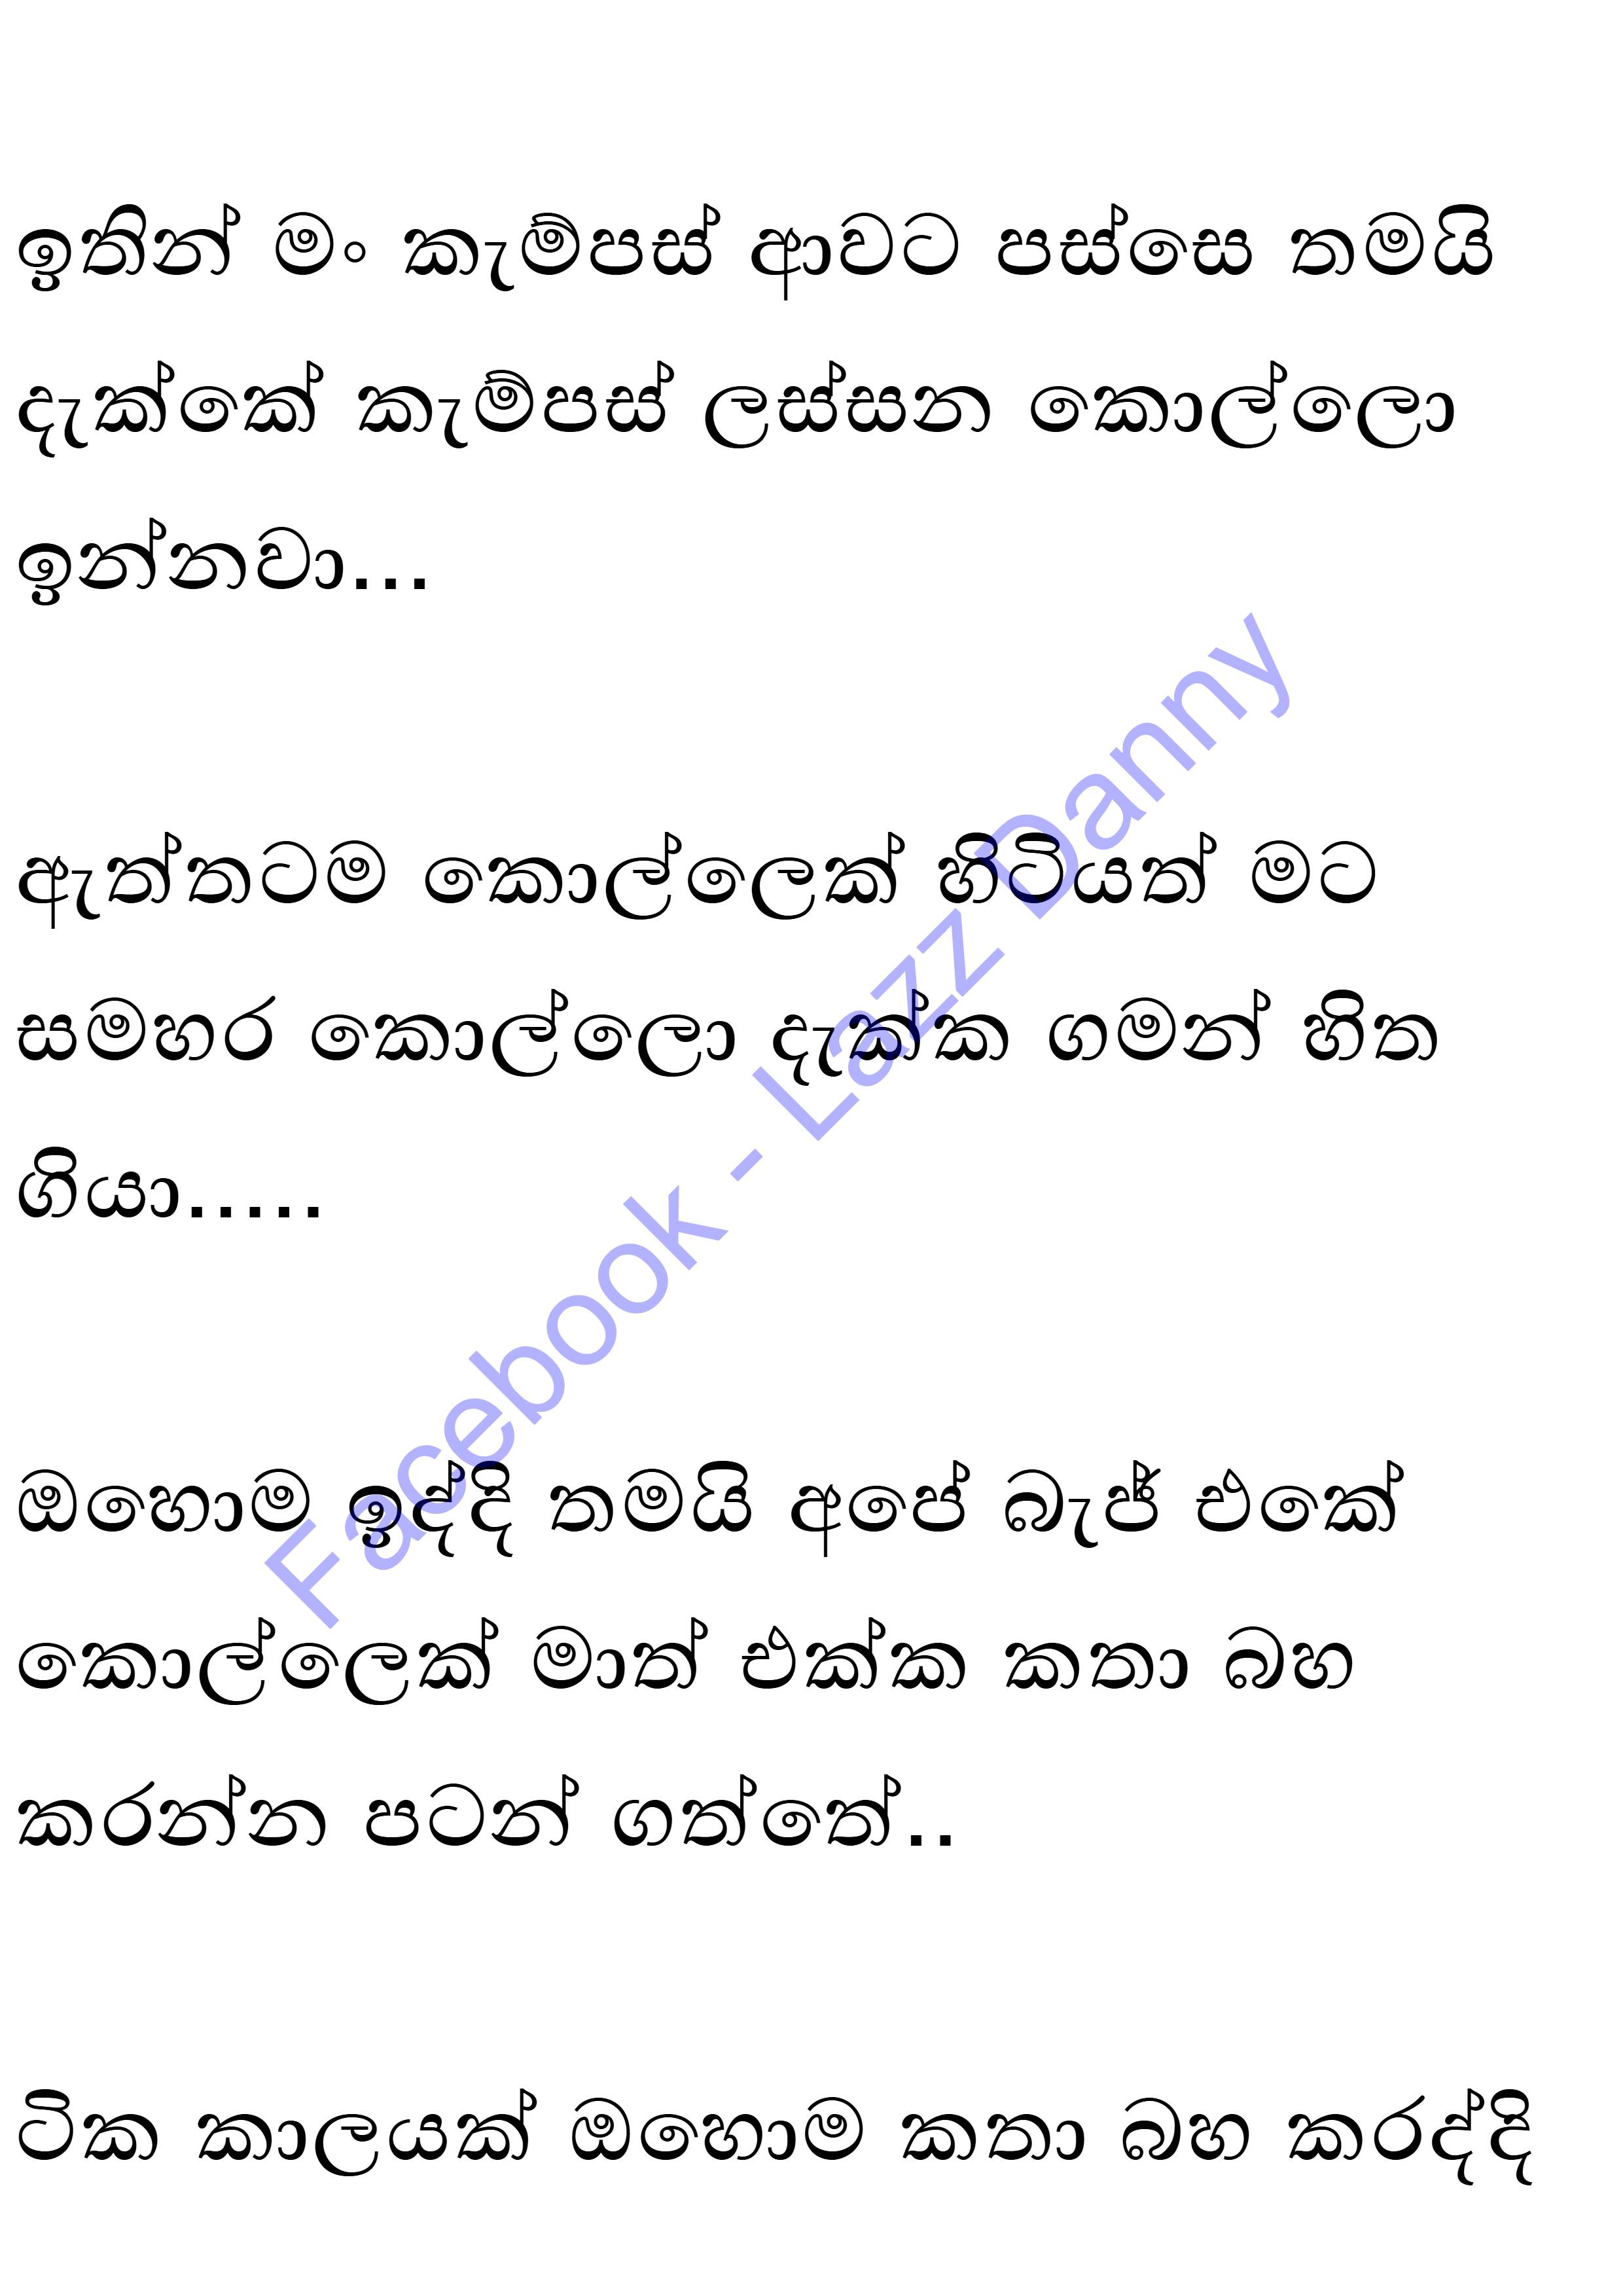 ඉතින් මං කැම්පස් ආවට පස්සෙ තමයි
දැක්කේ කැම්පස් ලස්සන කොල්ලො
ඉන්නවා...
ඇත්තටම කොල්ලෙක් හිටියත් මට
සමහර කොල්ලො දැක්ක ගමන් හිත
ගියා.....
ඔහොම ඉද්දි තමයි අපේ බැජ් එකේ
කොල්ලෙක් මාත් එක්ක කතා බහ
කරන්න පටන් ගත්තේ..
ටික කාලයක් ඔහොම කතා බහ කරද්දි
Facebook - Lazz Danny